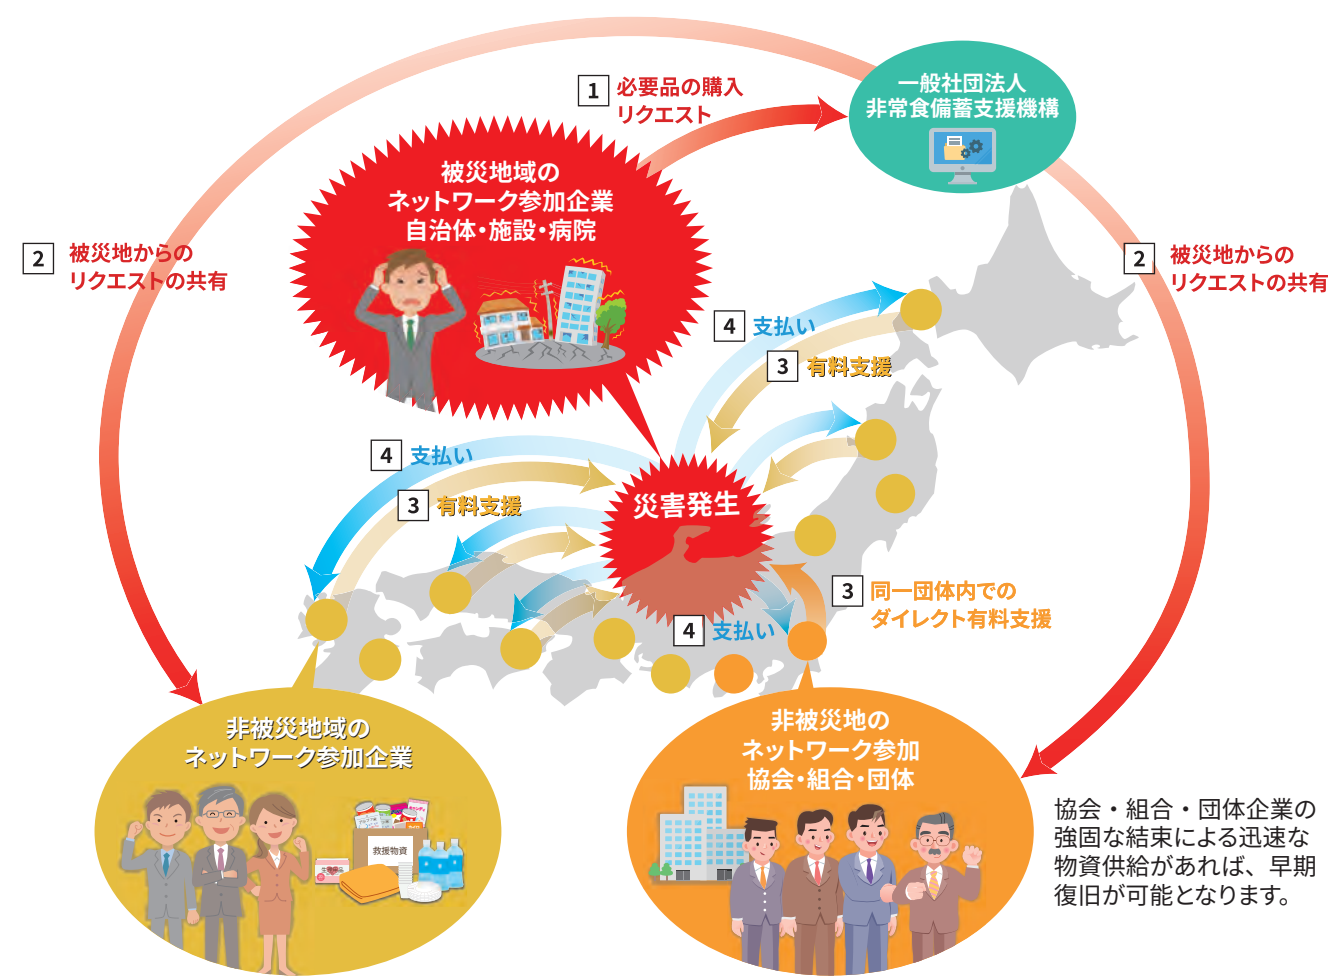 一般社団法人
非常食備蓄支援機構
1 必要品の購入
リクエスト
被災地域の
ネットワーク参加企業
自治体・施設・病院
2 被災地からの
リクエストの共有
2 被災地からの
リクエストの共有
4 支払い
3 有料支援
4 支払い
3 有料支援
災害発生
3 同一団体内での
ダイレクト有料支援
4 支払い
非被災地域の
ネットワーク参加企業
救援物資
非被災地の
ネットワーク参加
協会・組合・団体
協会・組合・団体企業の
強固な結束による迅速な
物資供給があれば、早期
復旧が可能となります。